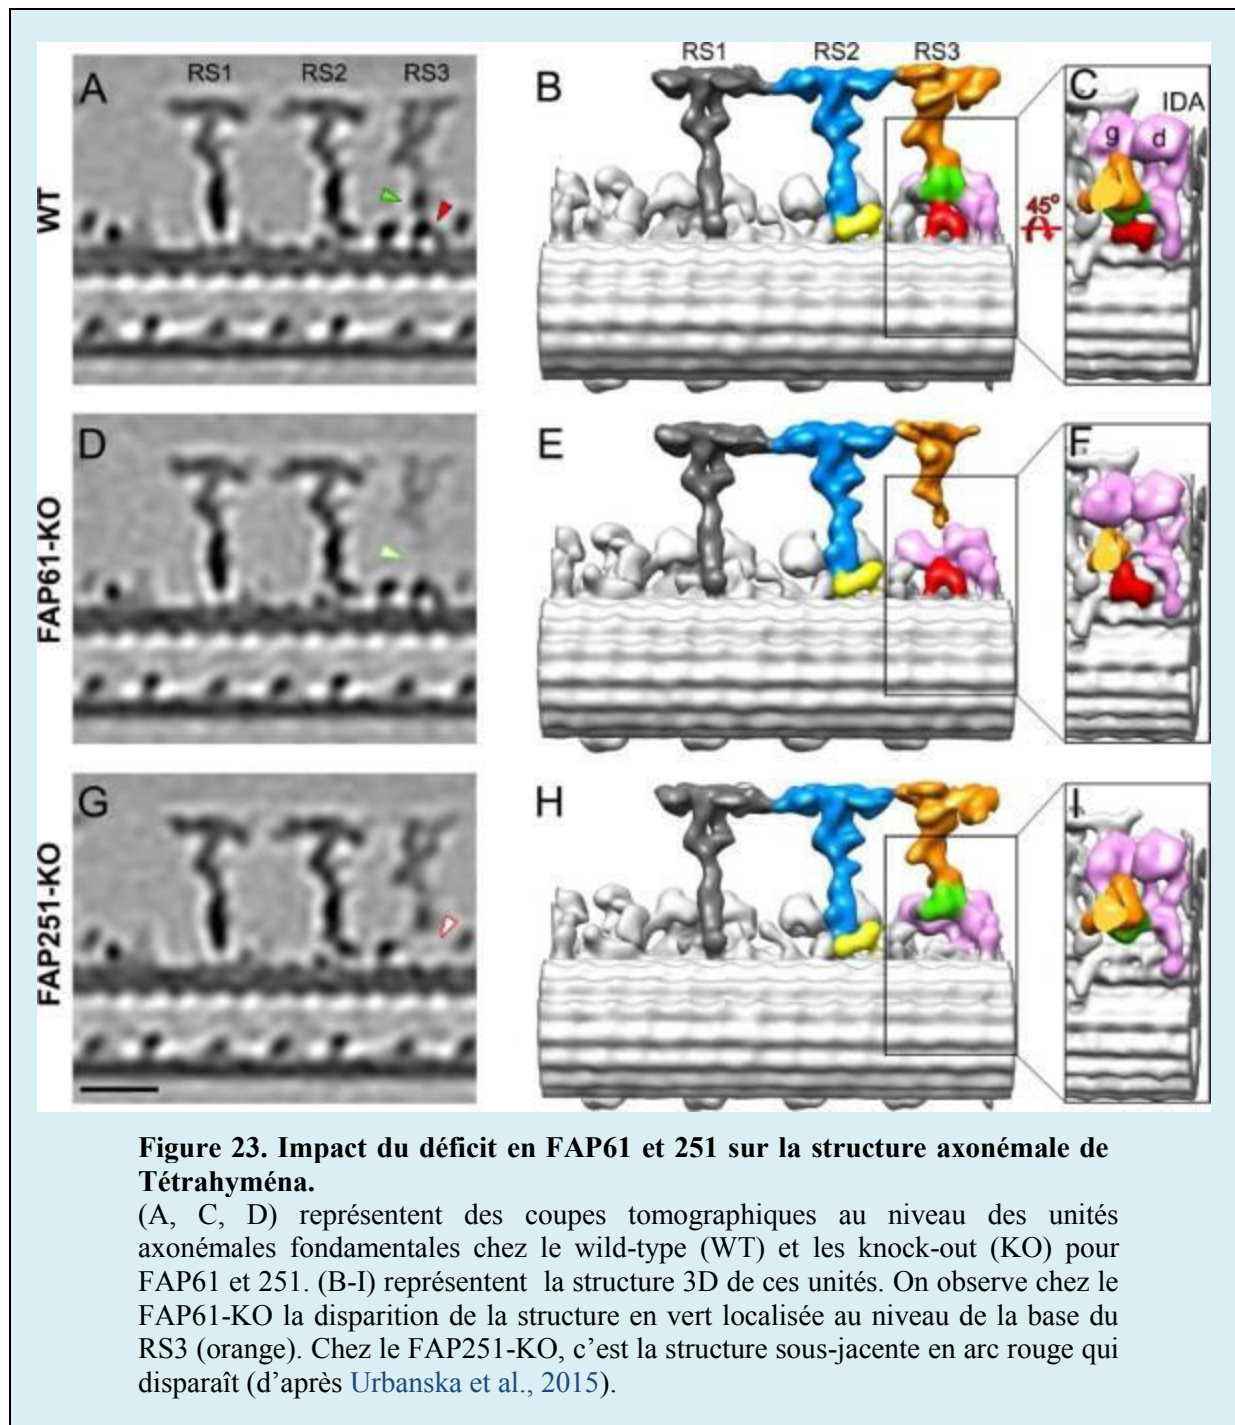 RS1 RS2 RS3
A
WT
RS1 RS2 RS3
B
C
IDA
g d
45°
D
FAP61-KO
E
F
G
FAP251-KO
H
I
Figure 23. Impact du déficit en FAP61 et 251 sur la structure axonémale de
Tétrahyména.
(A, C, D) représentent des coupes tomographiques au niveau des unités
axonémales fondamentales chez le wild-type (WT) et les knock-out (KO) pour
FAP61 et 251. (B-I) représentent la structure 3D de ces unités. On observe chez le
FAP61-KO la disparition de la structure en vert localisée au niveau de la base du
RS3 (orange). Chez le FAP251-KO, c’est la structure sous-jacente en arc rouge qui
disparaît (d’après Urbanska et al., 2015).